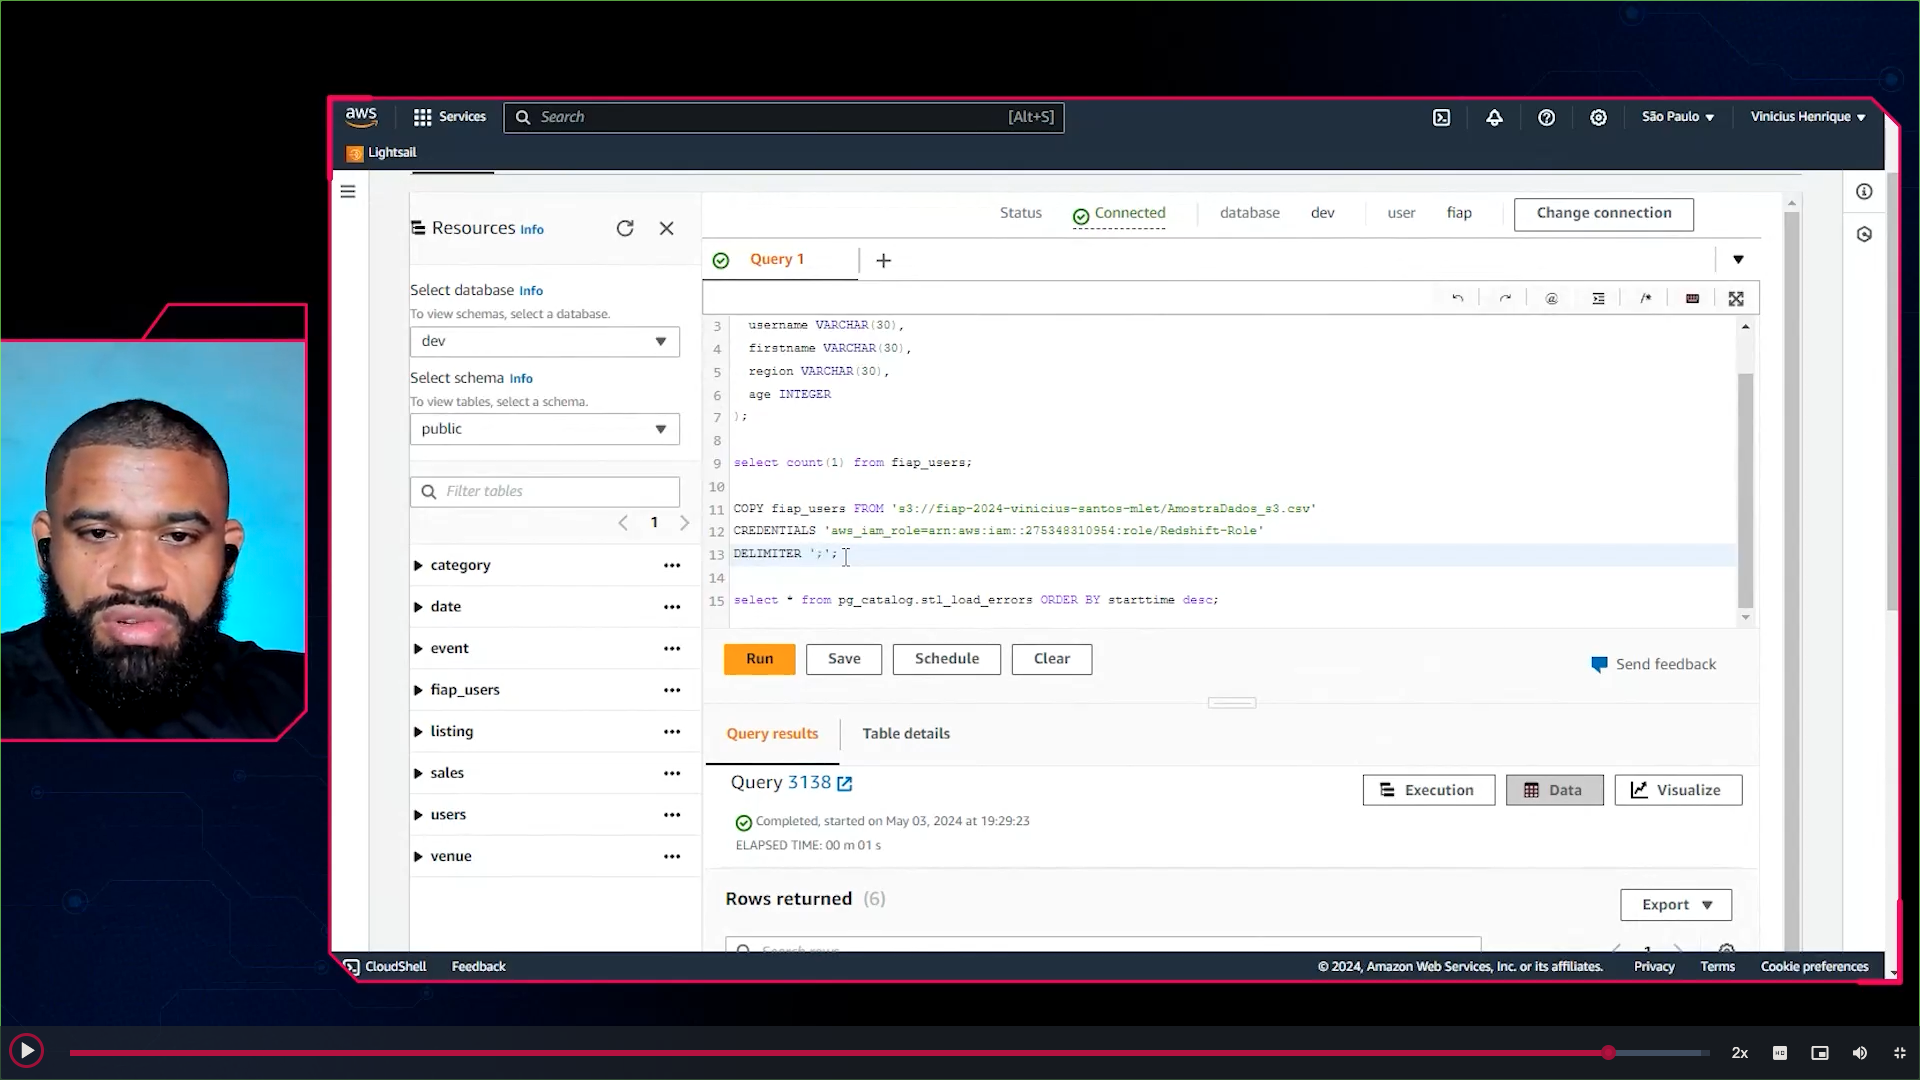 aws
Services
Search
[Alt+S]
São Paulo
Vinicius Henrique
Lightsail
Resources Info
Select database Info
To view schemas, select a database.
dev
Select schema Info
To view tables, select a schema.
public
Filter tables
1
category
date
event
fiap_users
listing
sales
users
venue
Status
Connected
database
dev
user
fiap
Change connection
Query 1
3 username VARCHAR(30),
4 firstname VARCHAR(30),
5 region VARCHAR(30),
6 age INTEGER
7 );
8
9 select count(1) from fiap_users;
10
11 COPY fiap_users FROM 's3://fiap-2024-vinicius-santos-mlet/AmostraDados_s3.csv'
12 CREDENTIALS 'aws_iam_role=arn:aws:iam::275348310954:role/Redshift-Role'
13 DELIMITER ';';
14
15 select * from pg_catalog.stl_load_errors ORDER BY starttime desc;
Run
Save
Schedule
Clear
Send feedback
Query results
Table details
Query 3138
Execution
Data
Visualize
Completed, started on May 03, 2024 at 19:29:23
ELAPSED TIME: 00 m 01 s
Rows returned (6)
Export
Search rows
1
CloudShell
Feedback
© 2024, Amazon Web Services, Inc. or its affiliates.
Privacy
Terms
Cookie preferences
2x